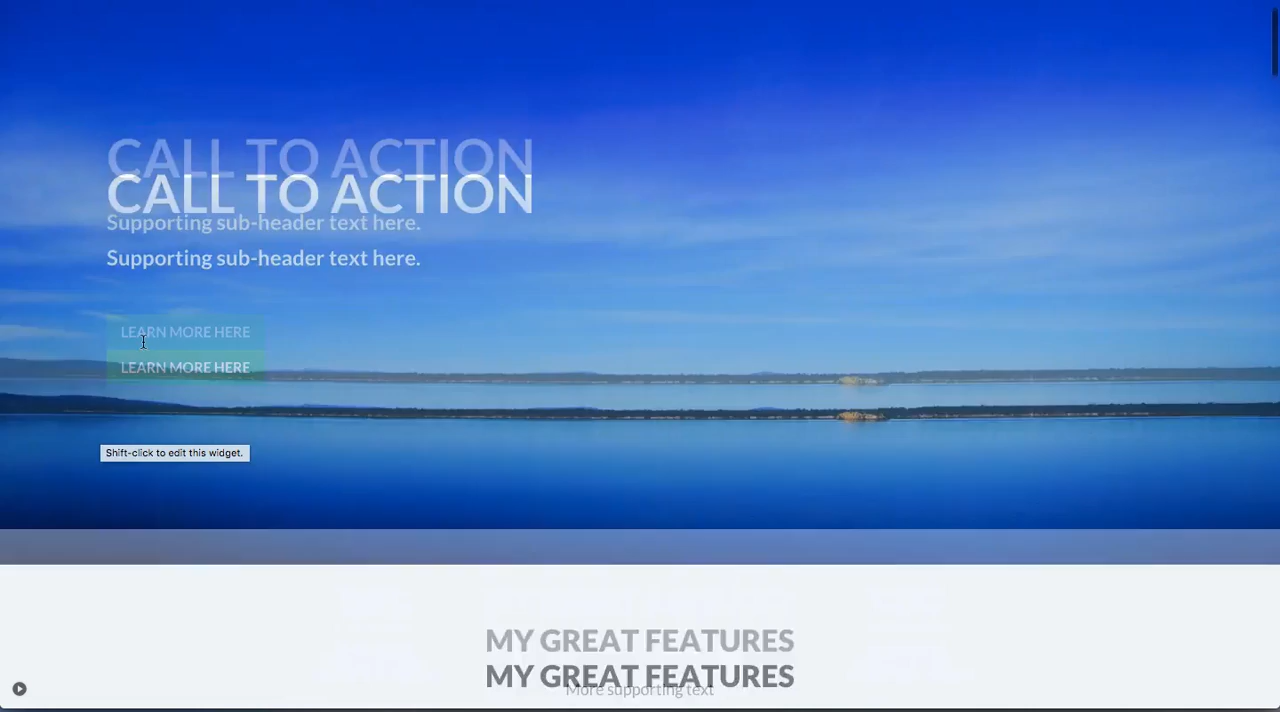 CALL TO ACTION
CALL TO ACTION
Supporting sub-header text here.
Supporting sub-header text here.
LEARN MORE HERE
LEARN MORE HERE
Shift-click to edit this widget.
MY GREAT FEATURES
MY GREAT FEATURES
More supporting text